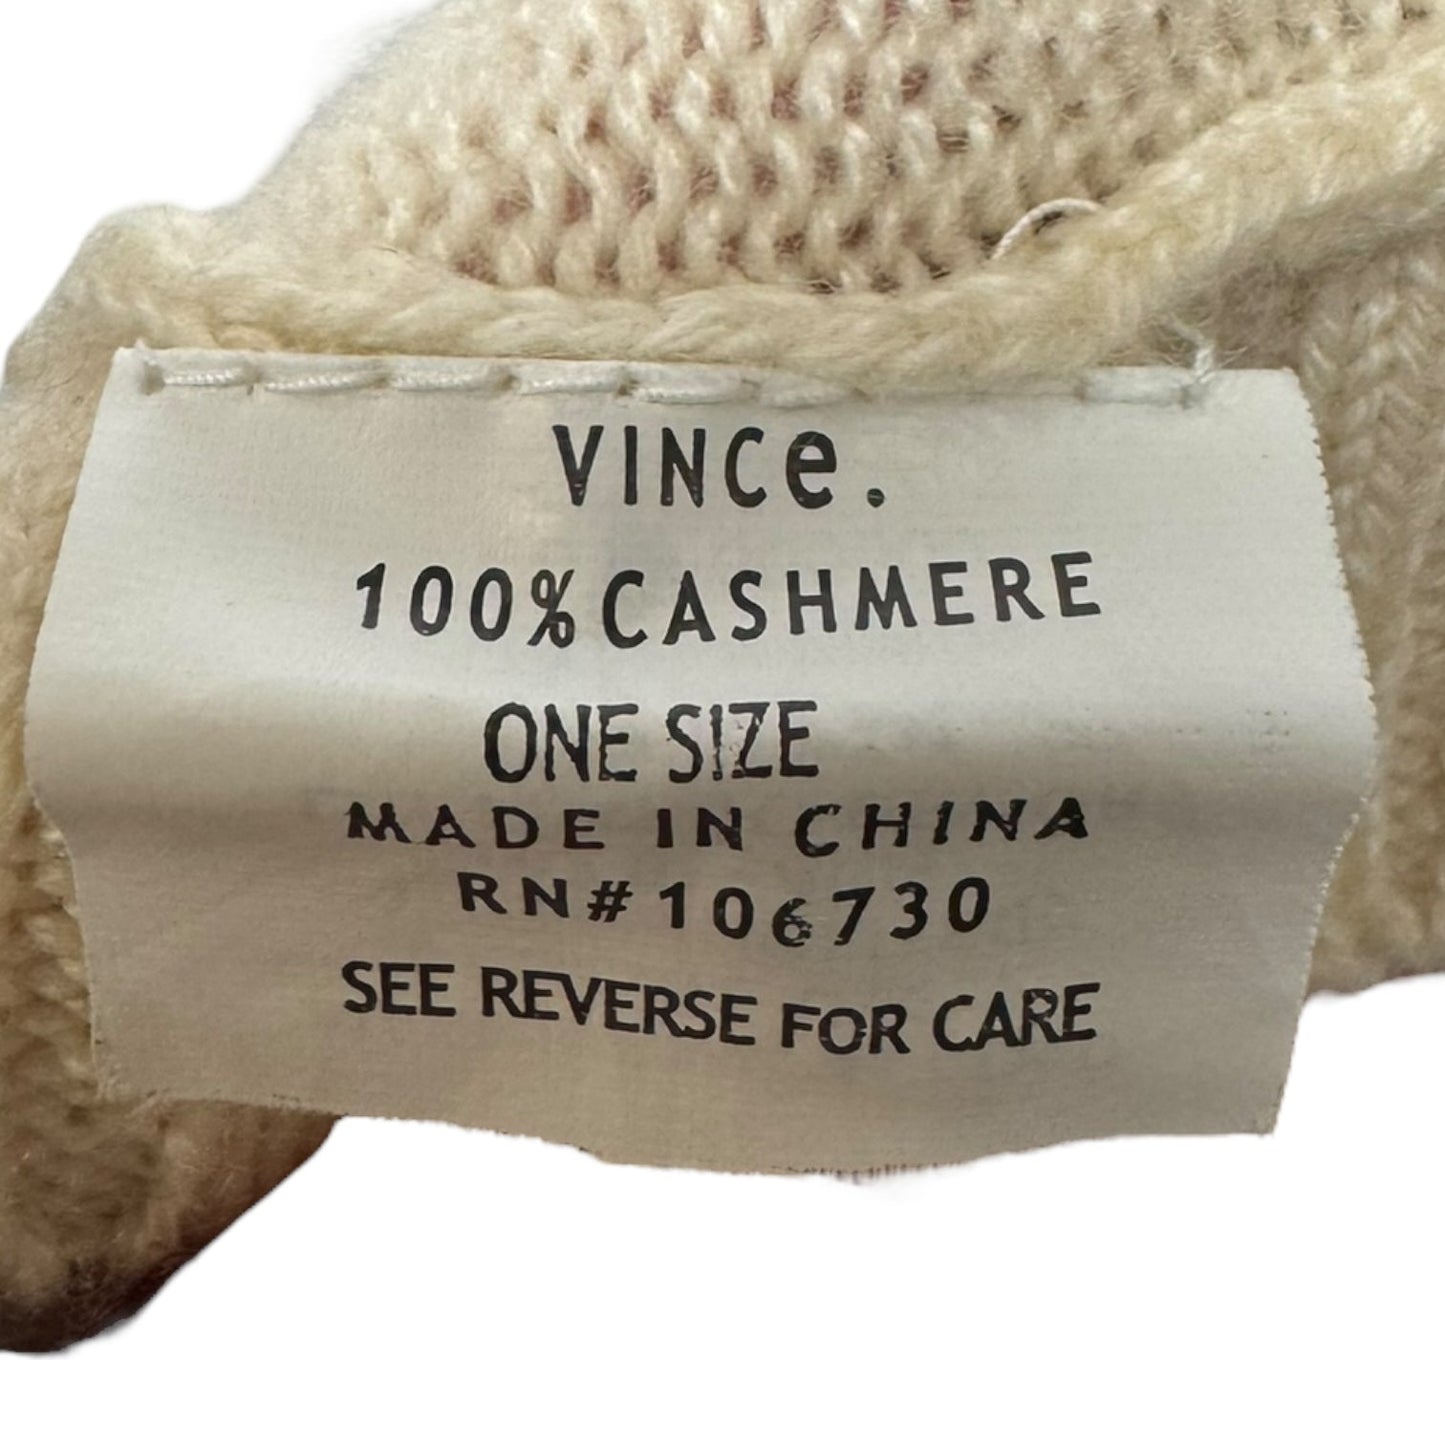 VINCe.
100%CASHMERE
ONE SIZE
MADE IN CHINA
RN#106730
SEE REVERSE FOR CARE